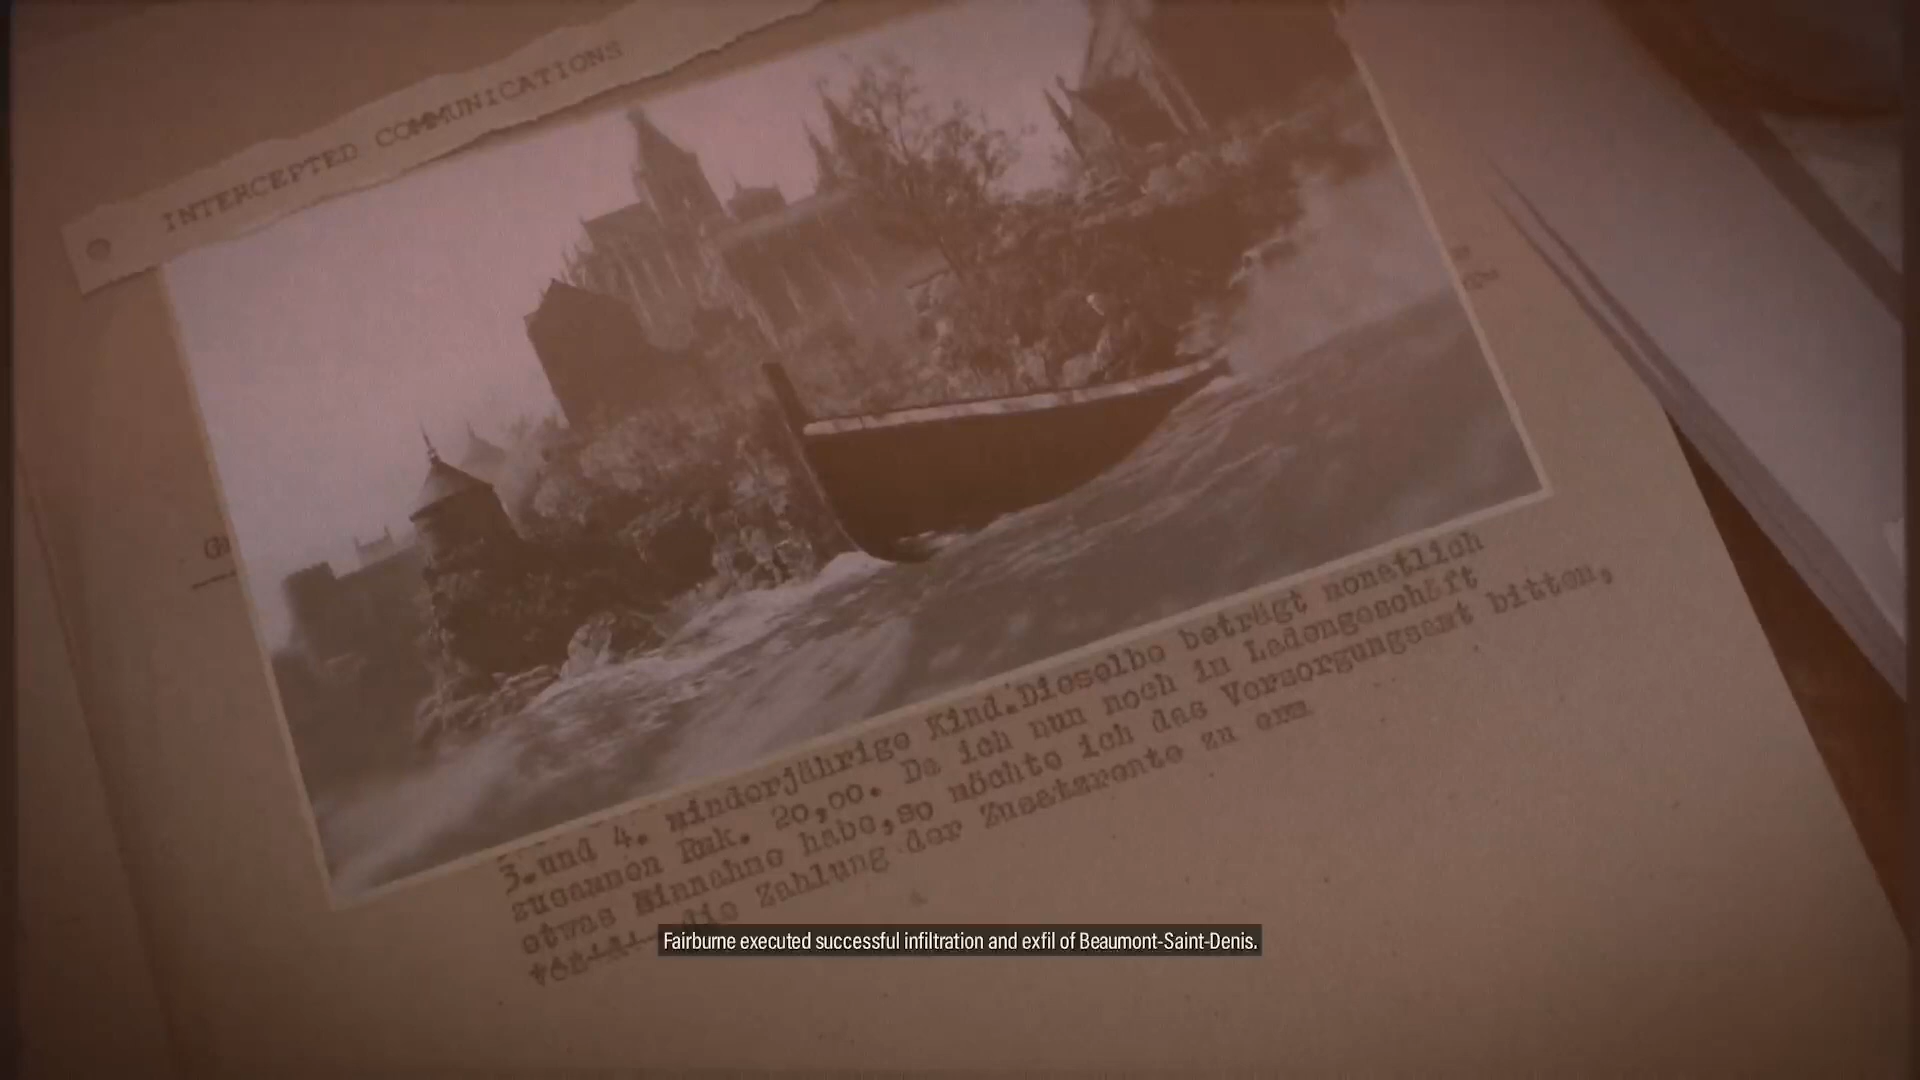 INTERCEPTED COMMUNICATIONS
3.und 4. minderjährige Kind.Dieselbe beträgt monatlich
zusammen Rmk. 20,00. Da ich nun noch in Ladengeschäft
etwas Einnahme habe,so möchte ich das Versorgungsamt bitten,
die Zahlung der Zusatzrente zu
Fairburne executed successful infiltration and exfil of Beaumont-Saint-Denis.